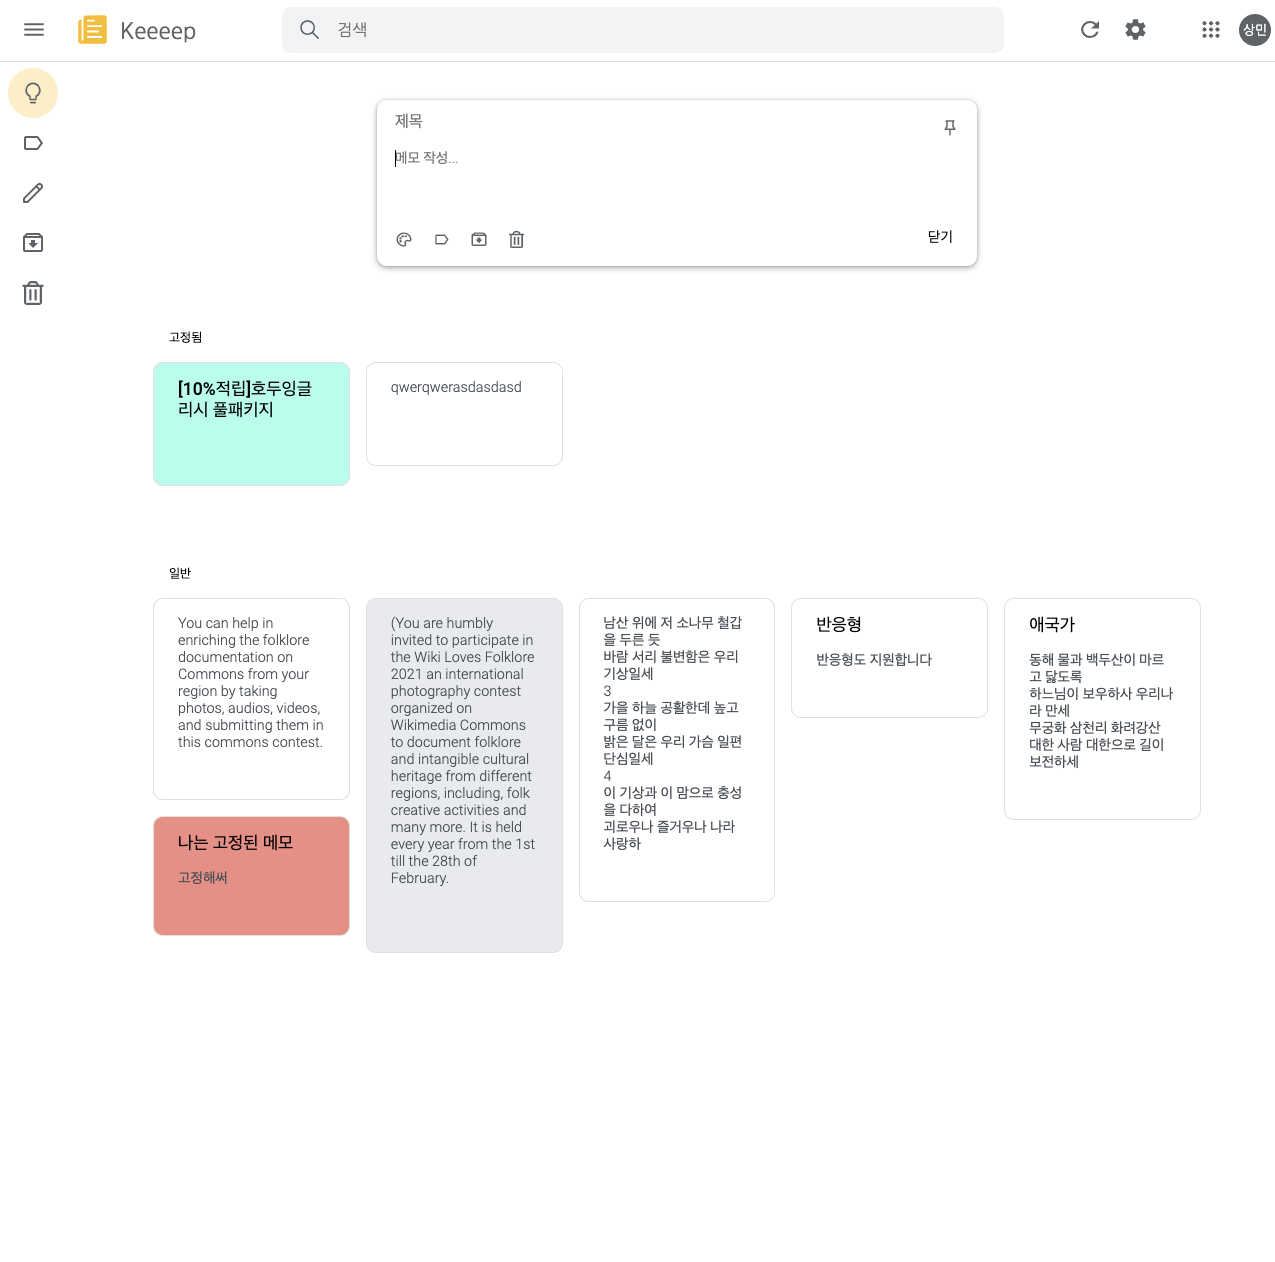 Keeeep
검색
상민
제목
메모 작성...
닫기
고정됨
[10%적립]호두잉글
리시 풀패키지
qwerqwerasdasdasd
일반
You can help in
enriching the folklore
documentation on
Commons from your
region by taking
photos, audios, videos,
and submitting them in
this commons contest.
나는 고정된 메모
고정해써
(You are humbly
invited to participate in
the Wiki Loves Folklore
2021 an international
photography contest
organized on
Wikimedia Commons
to document folklore
and intangible cultural
heritage from different
regions, including, folk
creative activities and
many more. It is held
every year from the 1st
till the 28th of
February.
남산 위에 저 소나무 철갑
을 두른 듯
바람 서리 불변함은 우리
기상일세
3
가을 하늘 공활한데 높고
구름 없이
밝은 달은 우리 가슴 일편
단심일세
4
이 기상과 이 맘으로 충성
을 다하여
괴로우나 즐거우나 나라
사랑하
반응형
반응형도 지원합니다
애국가
동해 물과 백두산이 마르
고 닳도록
하느님이 보우하사 우리나
라 만세
무궁화 삼천리 화려강산
대한 사람 대한으로 길이
보전하세